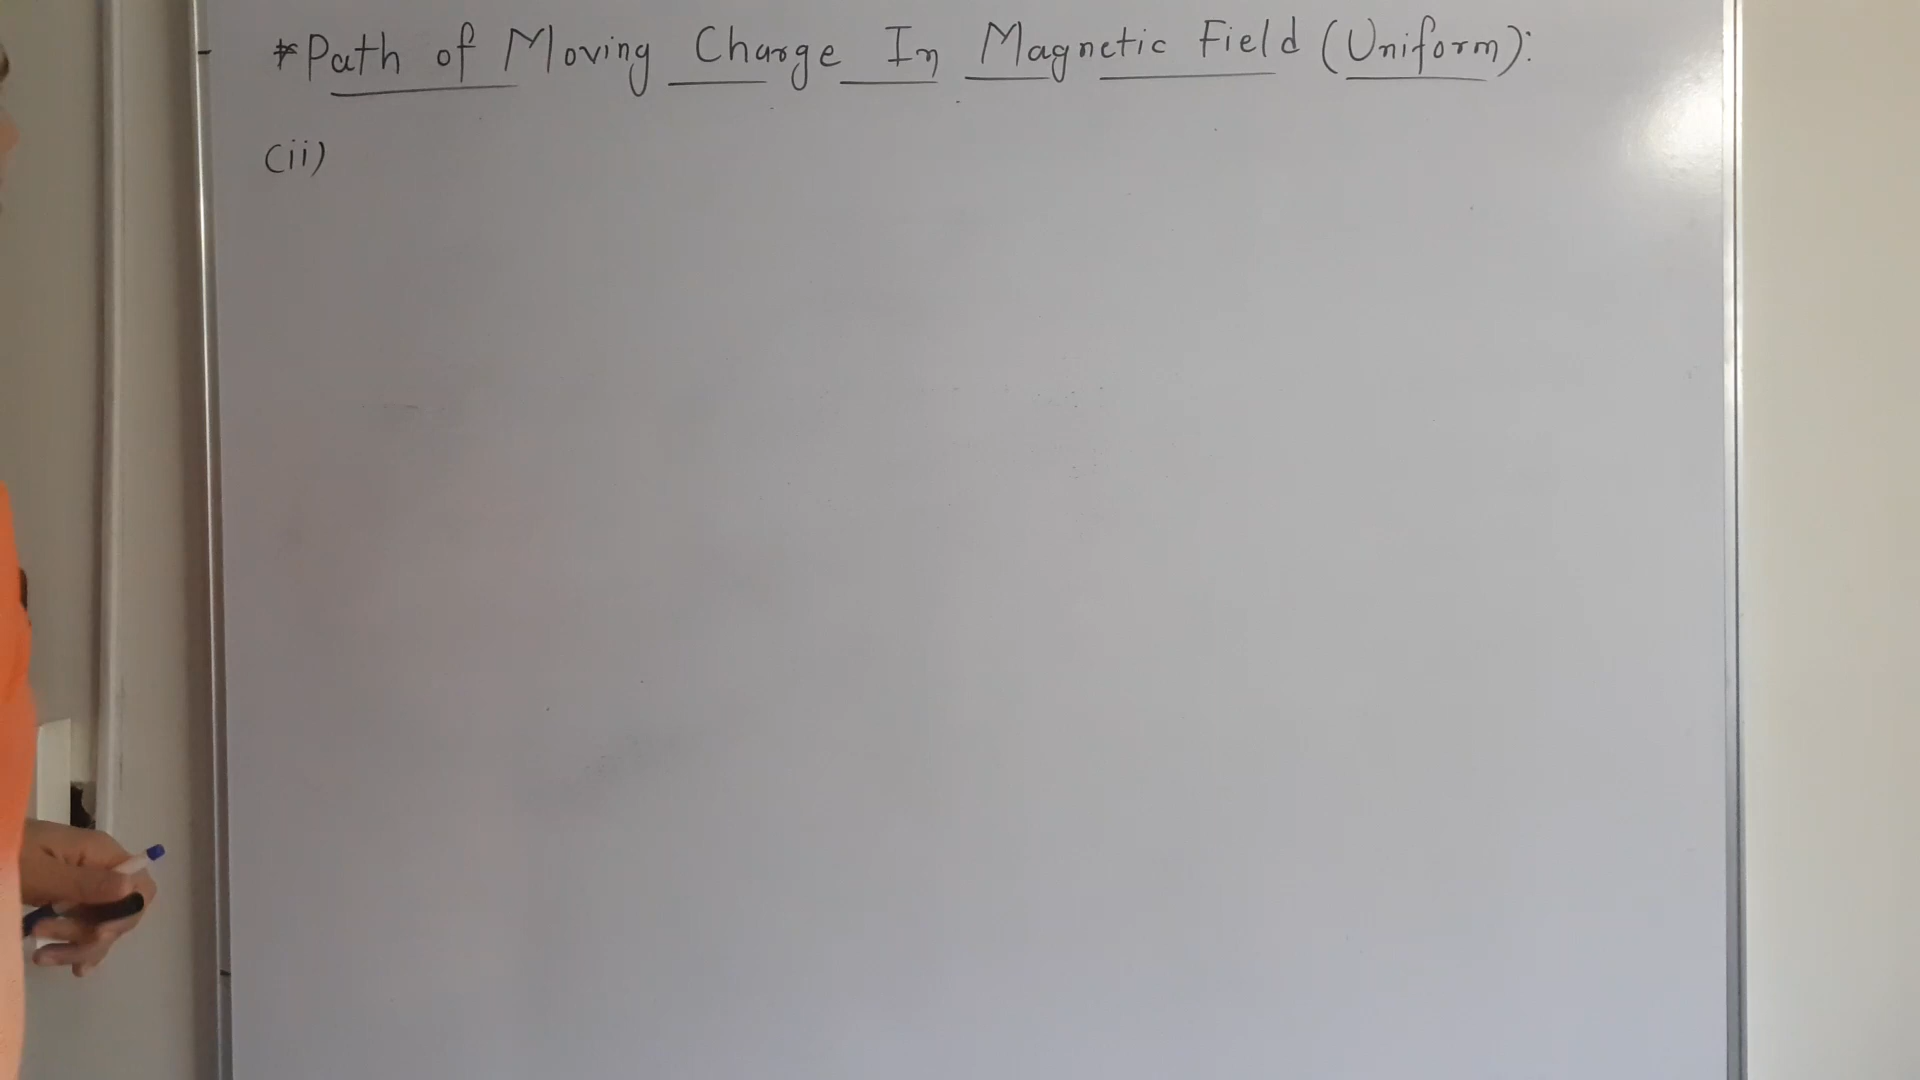 *Path of Moving Charge In Magnetic Field (Uniform):
(ii)